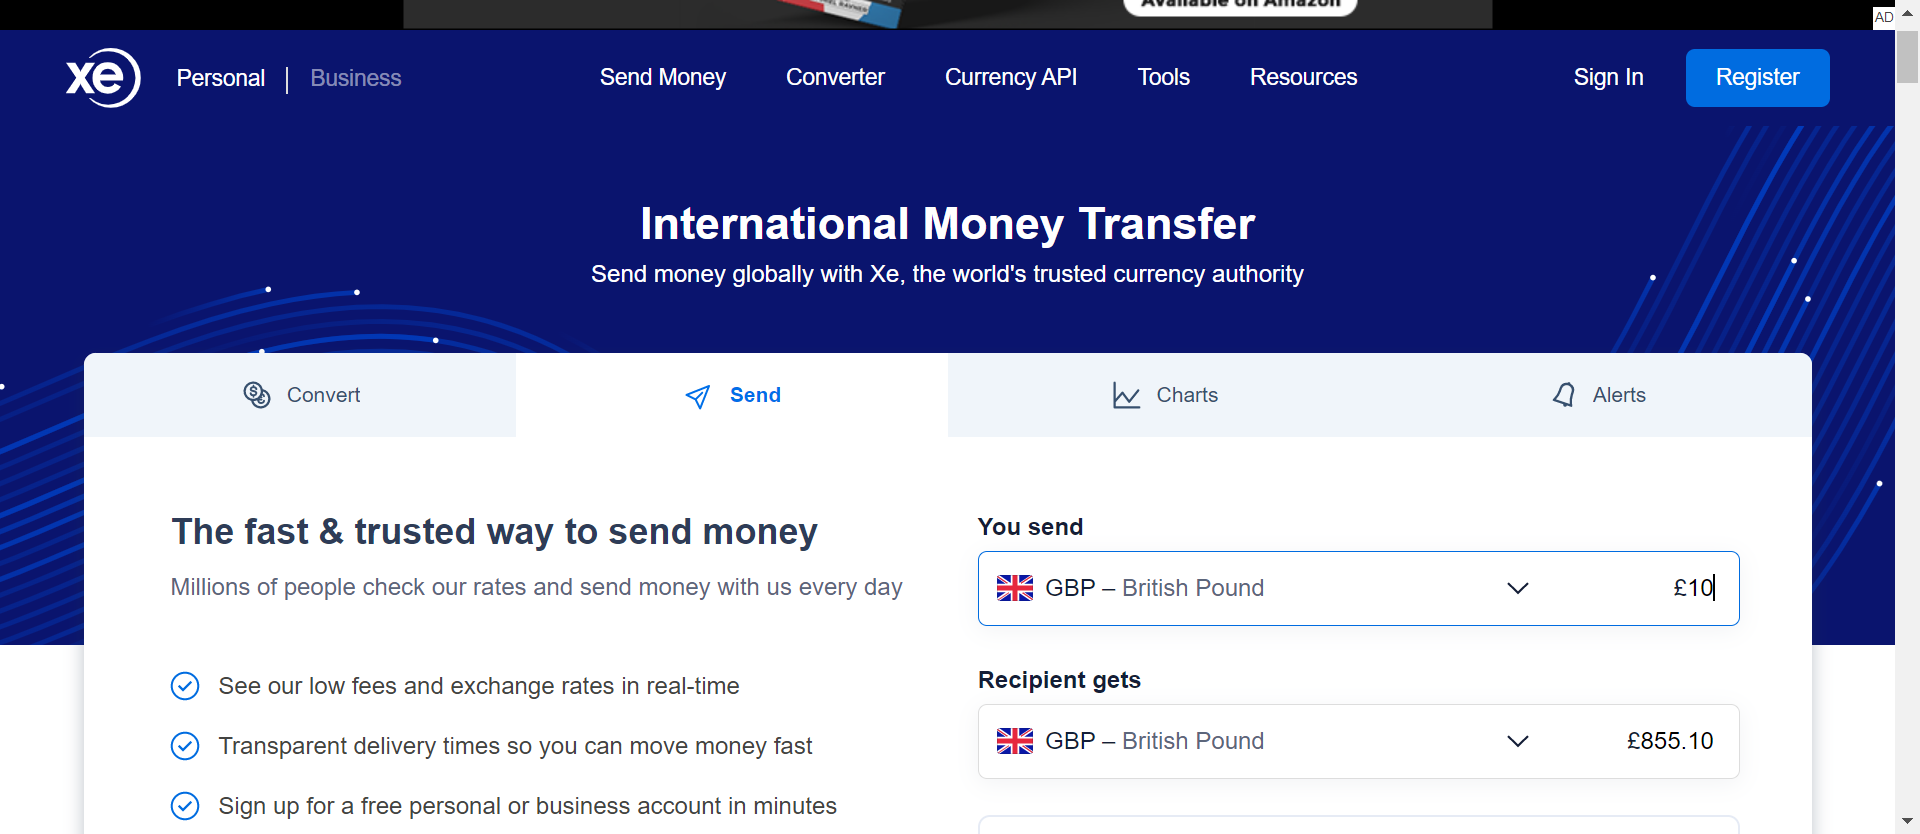 Available on Amazon
AD
xe
Personal | Business
Send Money
Converter
Currency API
Tools
Resources
Sign In
Register
International Money Transfer
Send money globally with Xe, the world's trusted currency authority
Convert
Send
Charts
Alerts
The fast & trusted way to send money
Millions of people check our rates and send money with us every day
See our low fees and exchange rates in real-time
Transparent delivery times so you can move money fast
Sign up for a free personal or business account in minutes
You send
GBP – British Pound
£10
Recipient gets
GBP – British Pound
£855.10